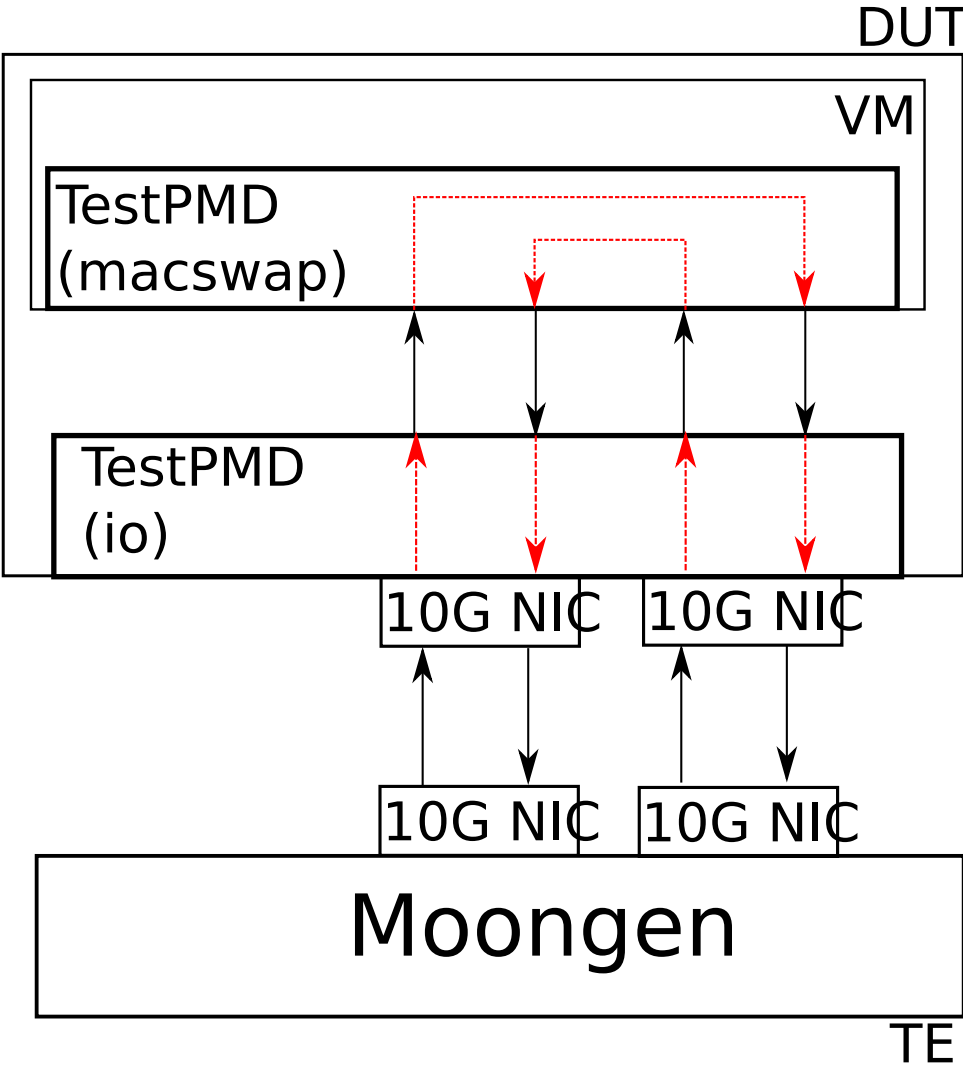 DUT
VM
TestPMD
(macswap)
TestPMD
(io)
10G NIC
10G NIC
10G NIC
10G NIC
Moongen
TE